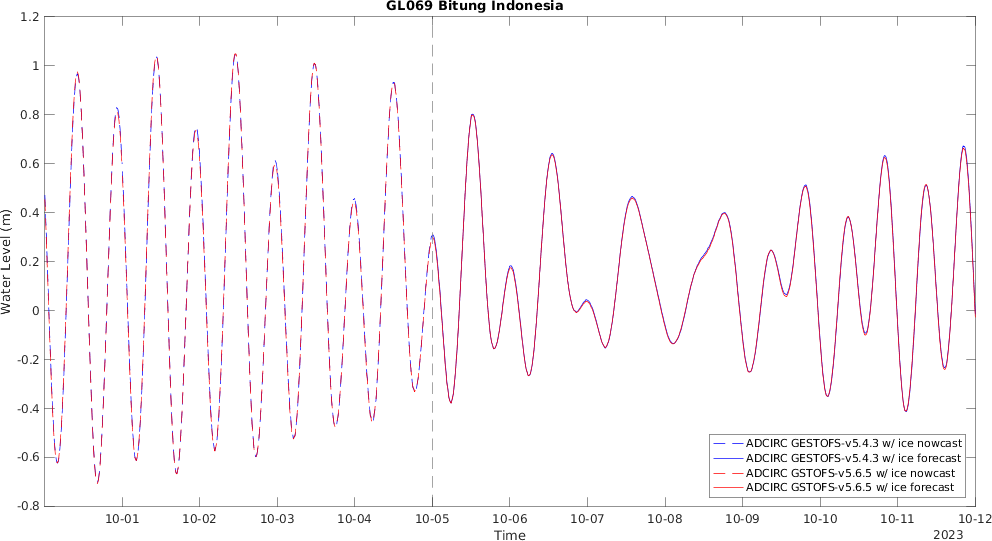 GL069 Bitung Indonesia
1.2
1
0.8
0.6
0.4
0.2
0
-0.2
-0.4
-0.6
-0.8
Water Level (m)
ADCIRC GESTOFS-v5.4.3 w/ ice nowcast
ADCIRC GESTOFS-v5.4.3 w/ ice forecast
ADCIRC GSTOFS-v5.6.5 w/ ice nowcast
ADCIRC GSTOFS-v5.6.5 w/ ice forecast
10-01 10-02 10-03 10-04 10-05 10-06 10-07 10-08 10-09 10-10 10-11 10-12
Time 2023